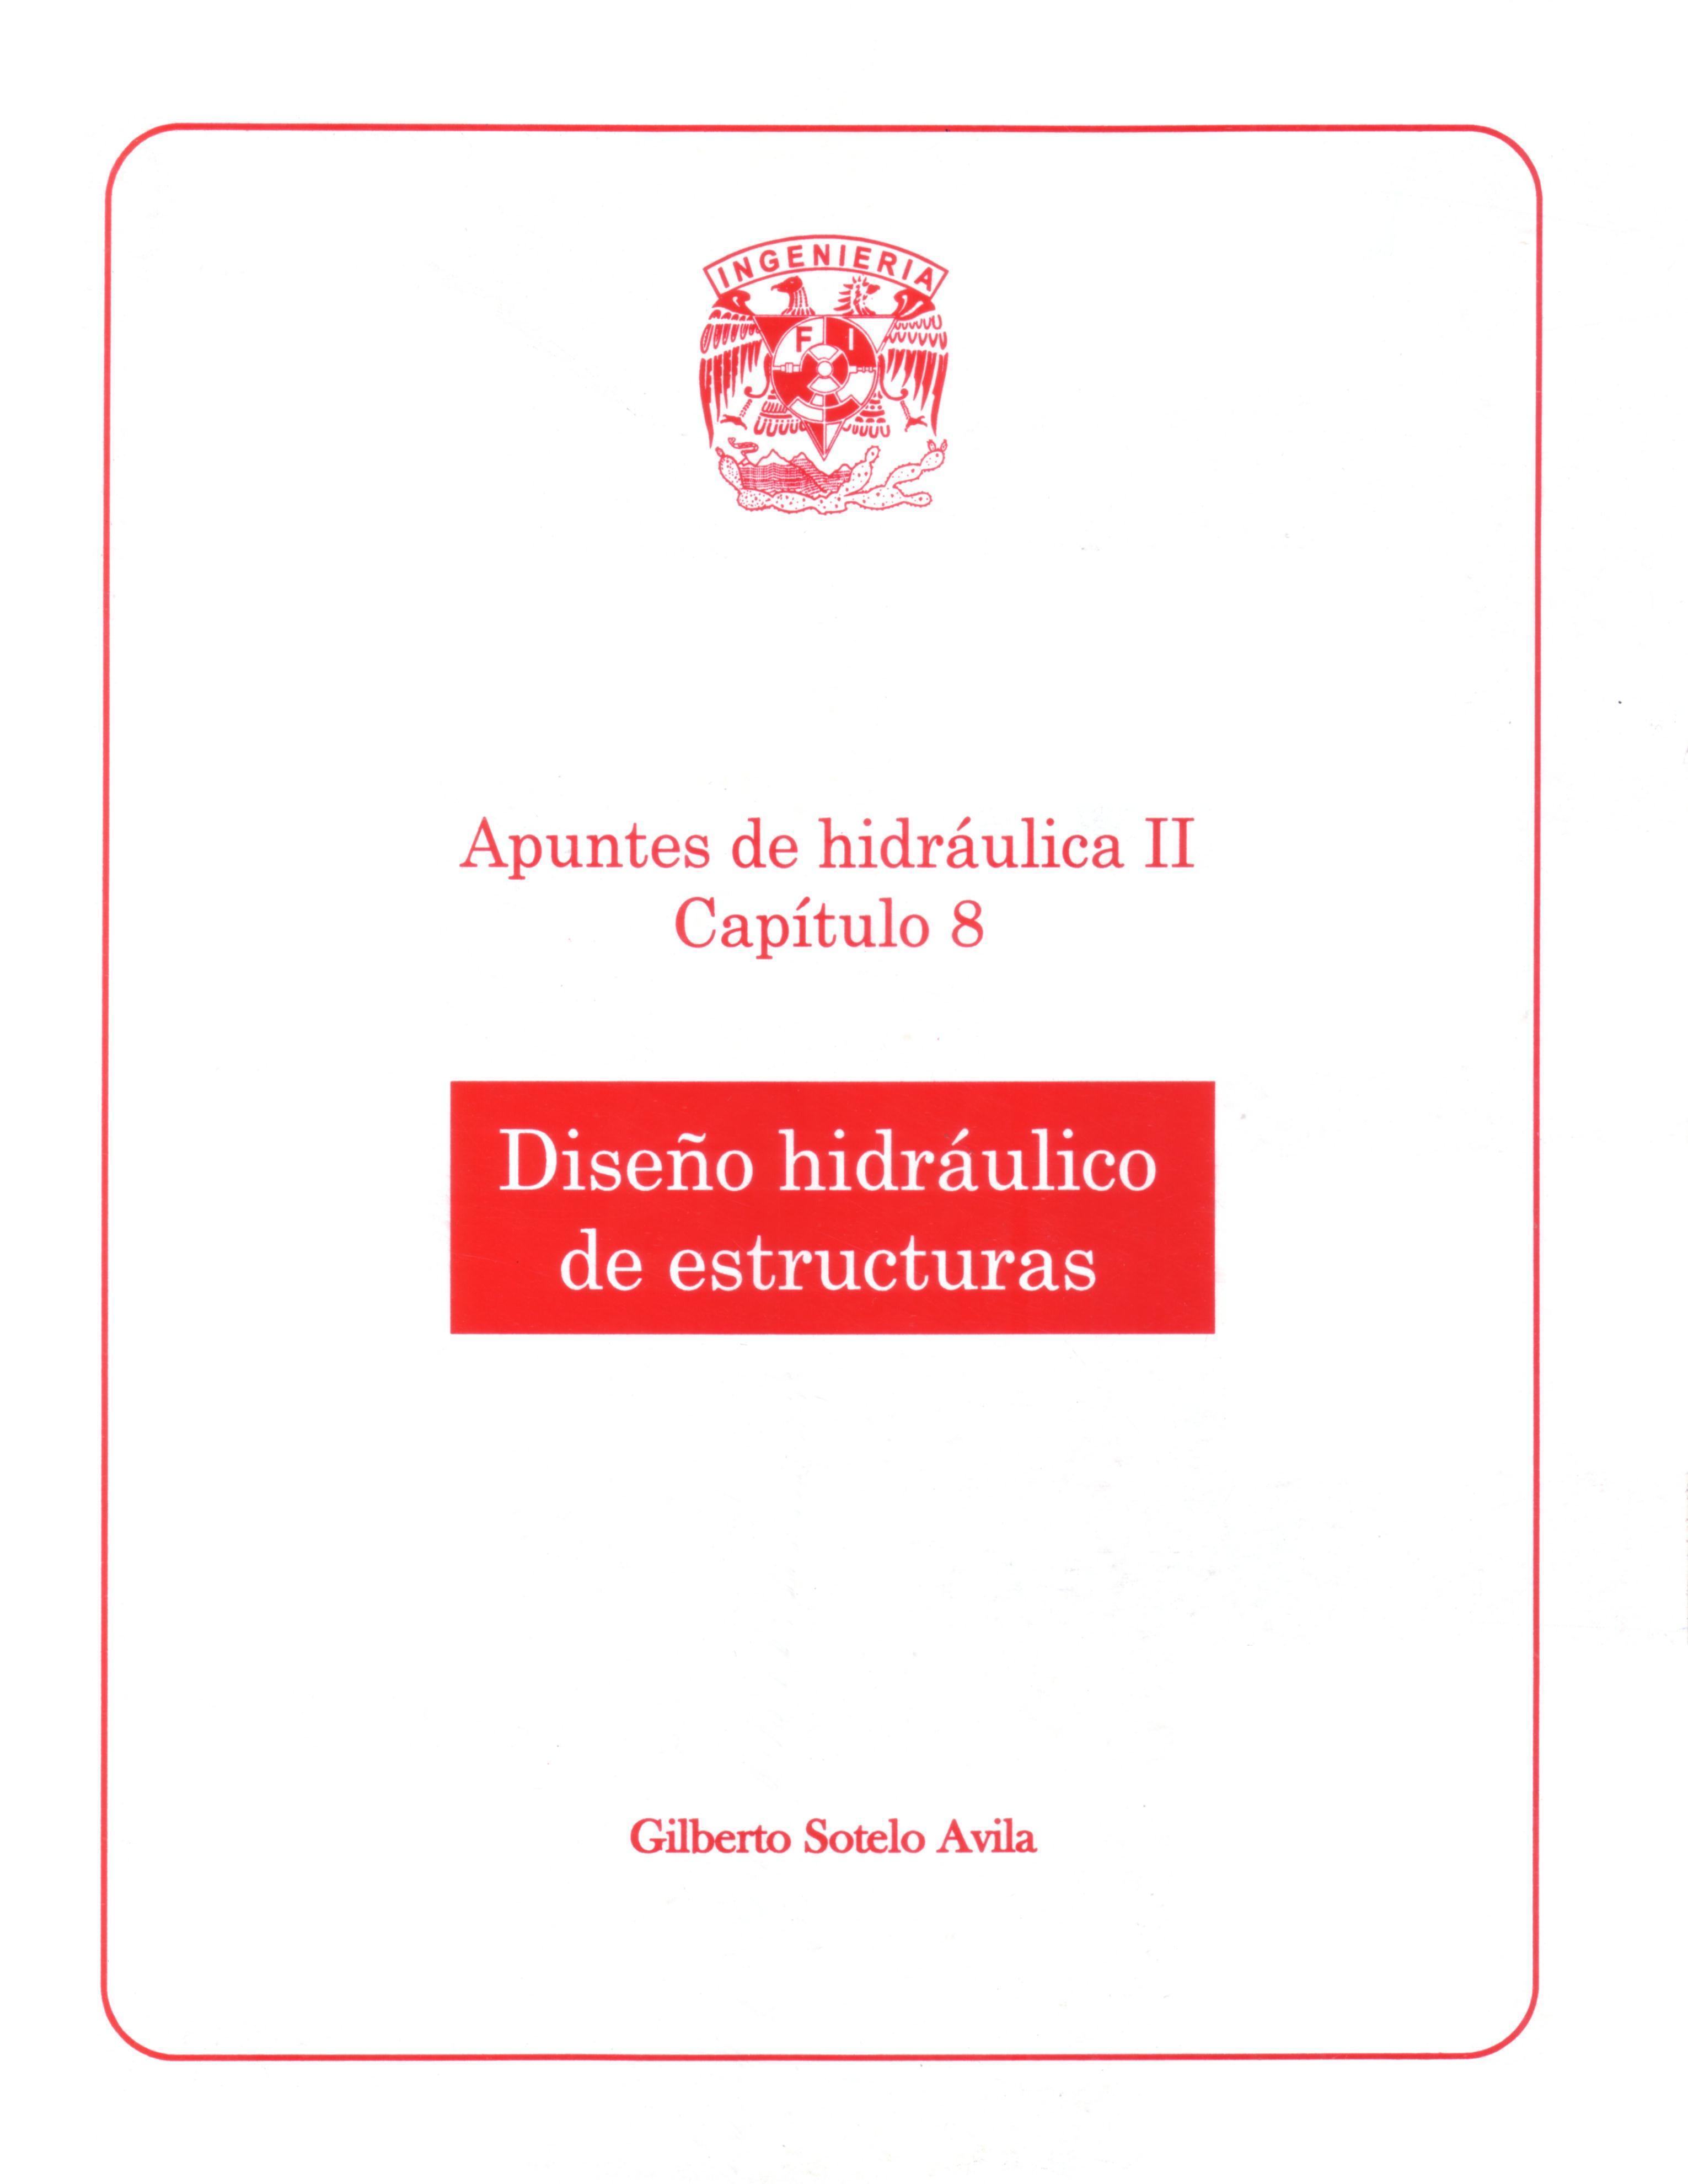 INGENIERIA
F I
Apuntes de hidráulica II
Capítulo 8
Diseño hidráulico
de estructuras
Gilberto Sotelo Avila